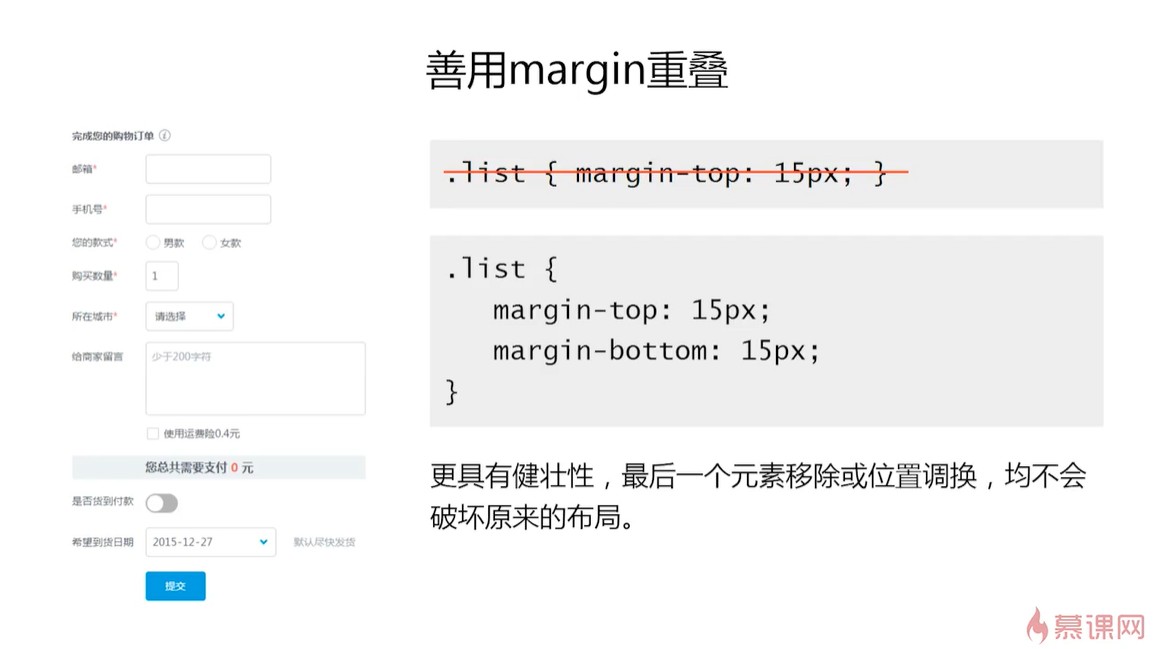 善用margin重叠
完成您的购物订单 i
邮箱*
手机号*
您的款式* 男款 女款
购买数量* 1
所在城市* 请选择
给商家留言 少于200字符
使用运费险0.4元
您总共需要支付 0 元
是否货到付款
希望到货日期 2015-12-27 默认尽快发货
提交
.list { margin-top: 15px; }
.list {
margin-top: 15px;
margin-bottom: 15px;
}
更具有健壮性，最后一个元素移除或位置调换，均不会
破坏原来的布局。
慕课网